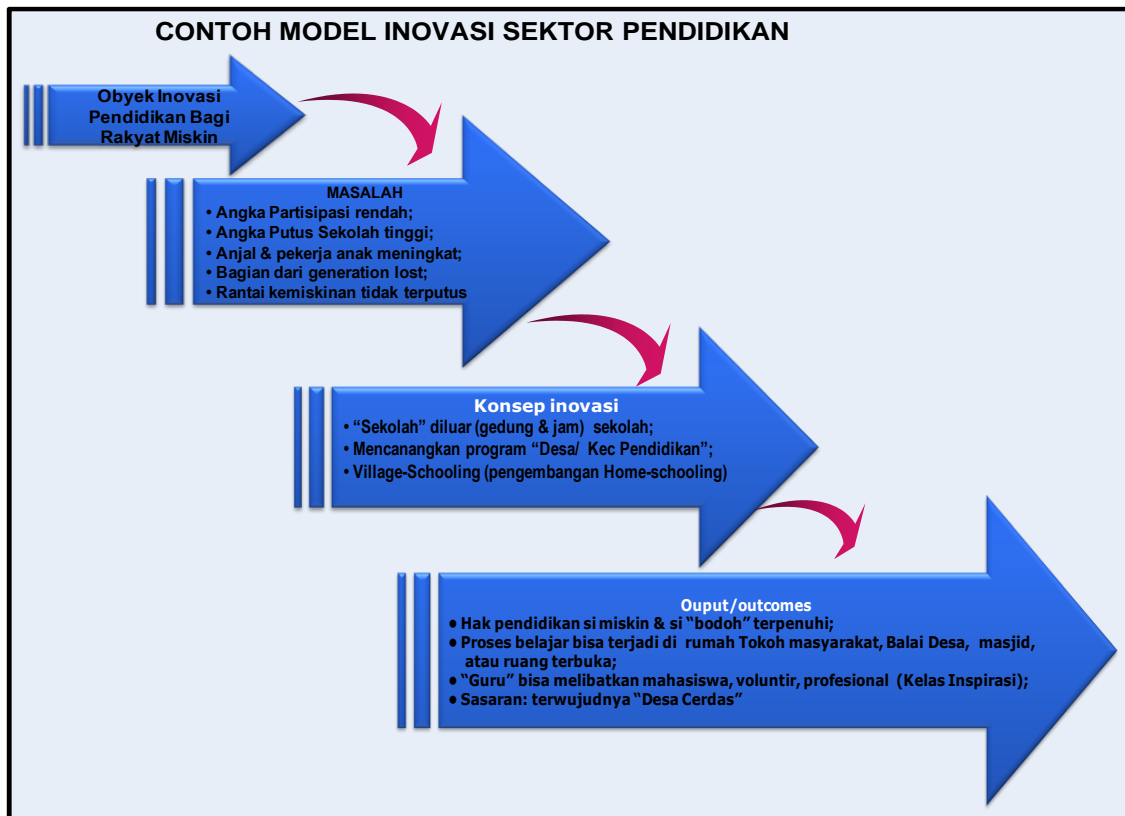 CONTOH MODEL INOVASI SEKTOR PENDIDIKAN
Obyek Inovasi
Pendidikan Bagi
Rakyat Miskin
MASALAH
• Angka Partisipasi rendah;
• Angka Putus Sekolah tinggi;
• Anjal & pekerja anak meningkat;
• Bagian dari generation lost;
• Rantai kemiskinan tidak terputus
Konsep inovasi
• “Sekolah” diluar (gedung & jam) sekolah;
• Mencanangkan program “Desa/ Kec Pendidikan”;
• Village-Schooling (pengembangan Home-schooling)
Ouput/outcomes
• Hak pendidikan si miskin & si “bodoh” terpenuhi;
• Proses belajar bisa terjadi di rumah Tokoh masyarakat, Balai Desa, masjid,
atau ruang terbuka;
• “Guru” bisa melibatkan mahasiswa, voluntir, profesional (Kelas Inspirasi);
• Sasaran: terwujudnya “Desa Cerdas”